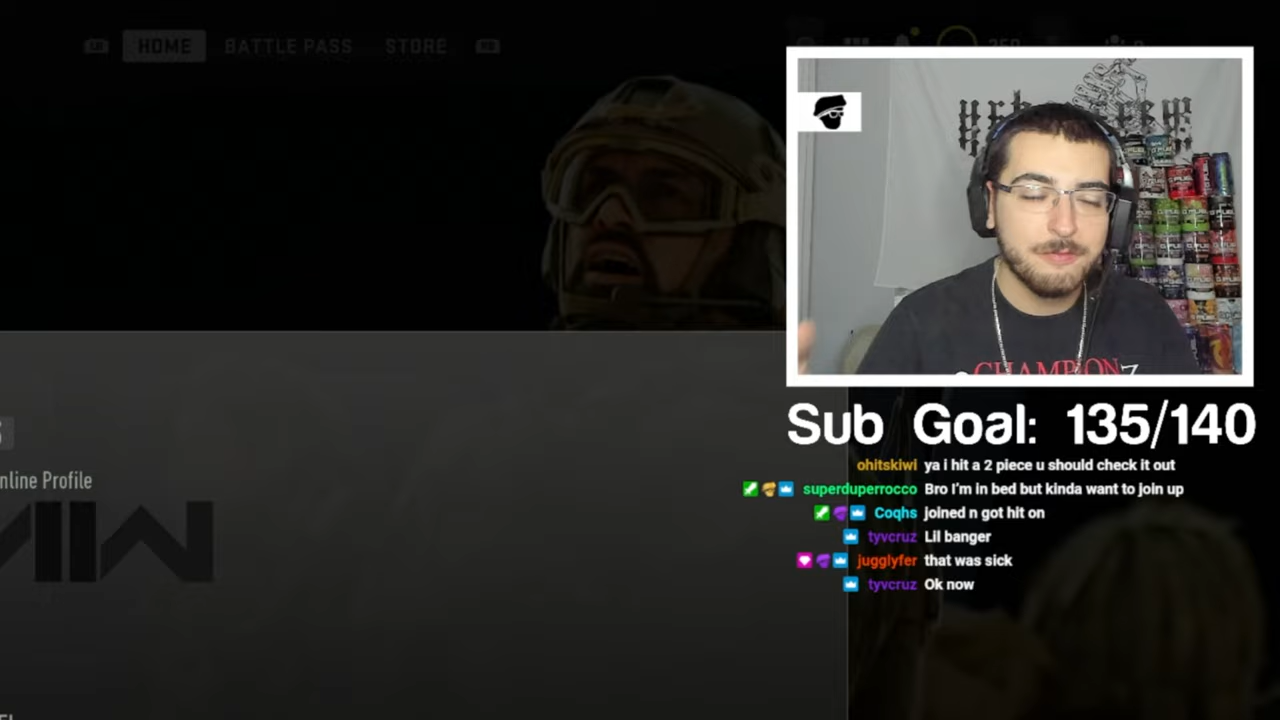 HOME BATTLE PASS STORE
nline Profile
CHAMPION
Sub Goal: 135/140
ohitskiwi ya i hit a 2 piece u should check it out
superduperrocco Bro I'm in bed but kinda want to join up
Coqhs joined n got hit on
tyvcruz Lil banger
jugglyfer that was sick
tyvcruz Ok now